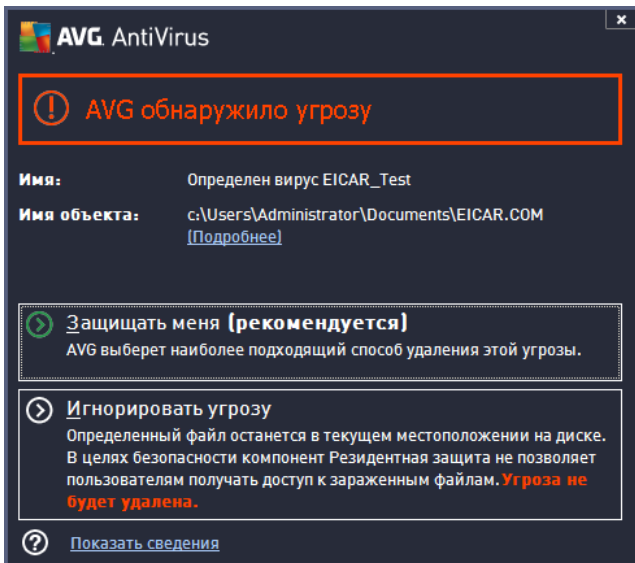 AVG. AntiVirus
AVG обнаружило угрозу
Имя: Определен вирус EICAR_Test
Имя объекта: c:\Users\Administrator\Documents\EICAR.COM
(Подробнее)
Защищать меня (рекомендуется)
AVG выберет наиболее подходящий способ удаления этой угрозы.
Игнорировать угрозу
Определенный файл останется в текущем местоположении на диске.
В целях безопасности компонент Резидентная защита не позволяет
пользователям получать доступ к зараженным файлам. Угроза не
будет удалена.
Показать сведения